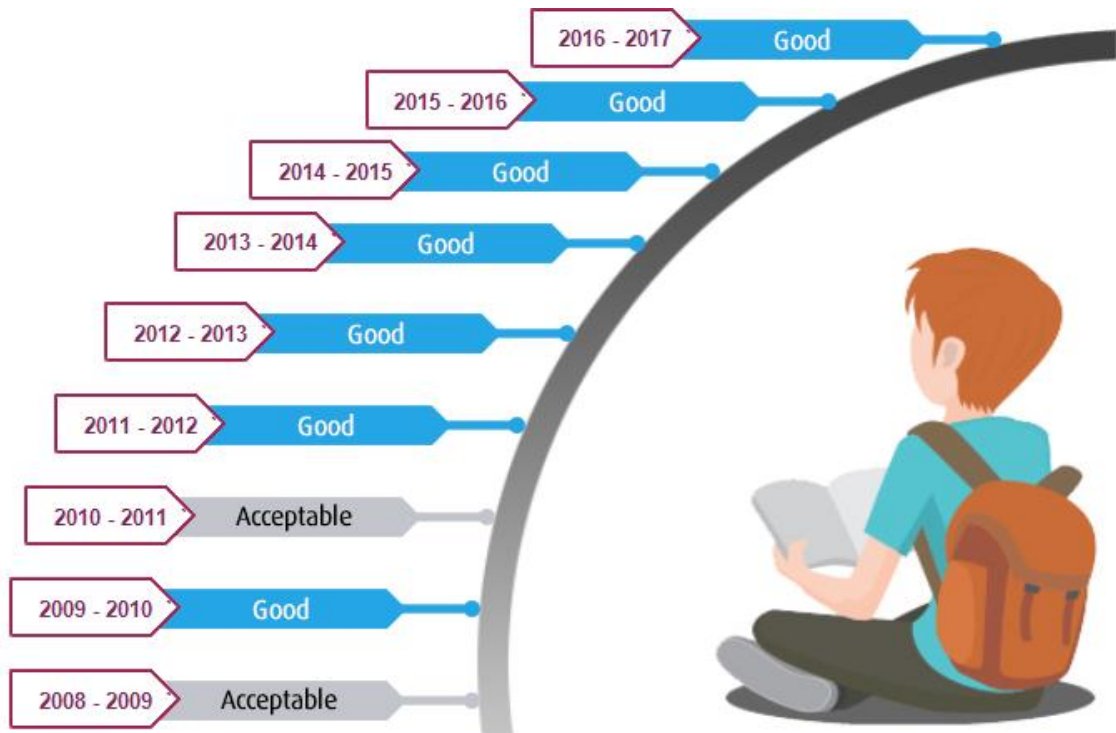 2016 - 2017 Good
2015 - 2016 Good
2014 - 2015 Good
2013 - 2014 Good
2012 - 2013 Good
2011 - 2012 Good
2010 - 2011 Acceptable
2009 - 2010 Good
2008 - 2009 Acceptable